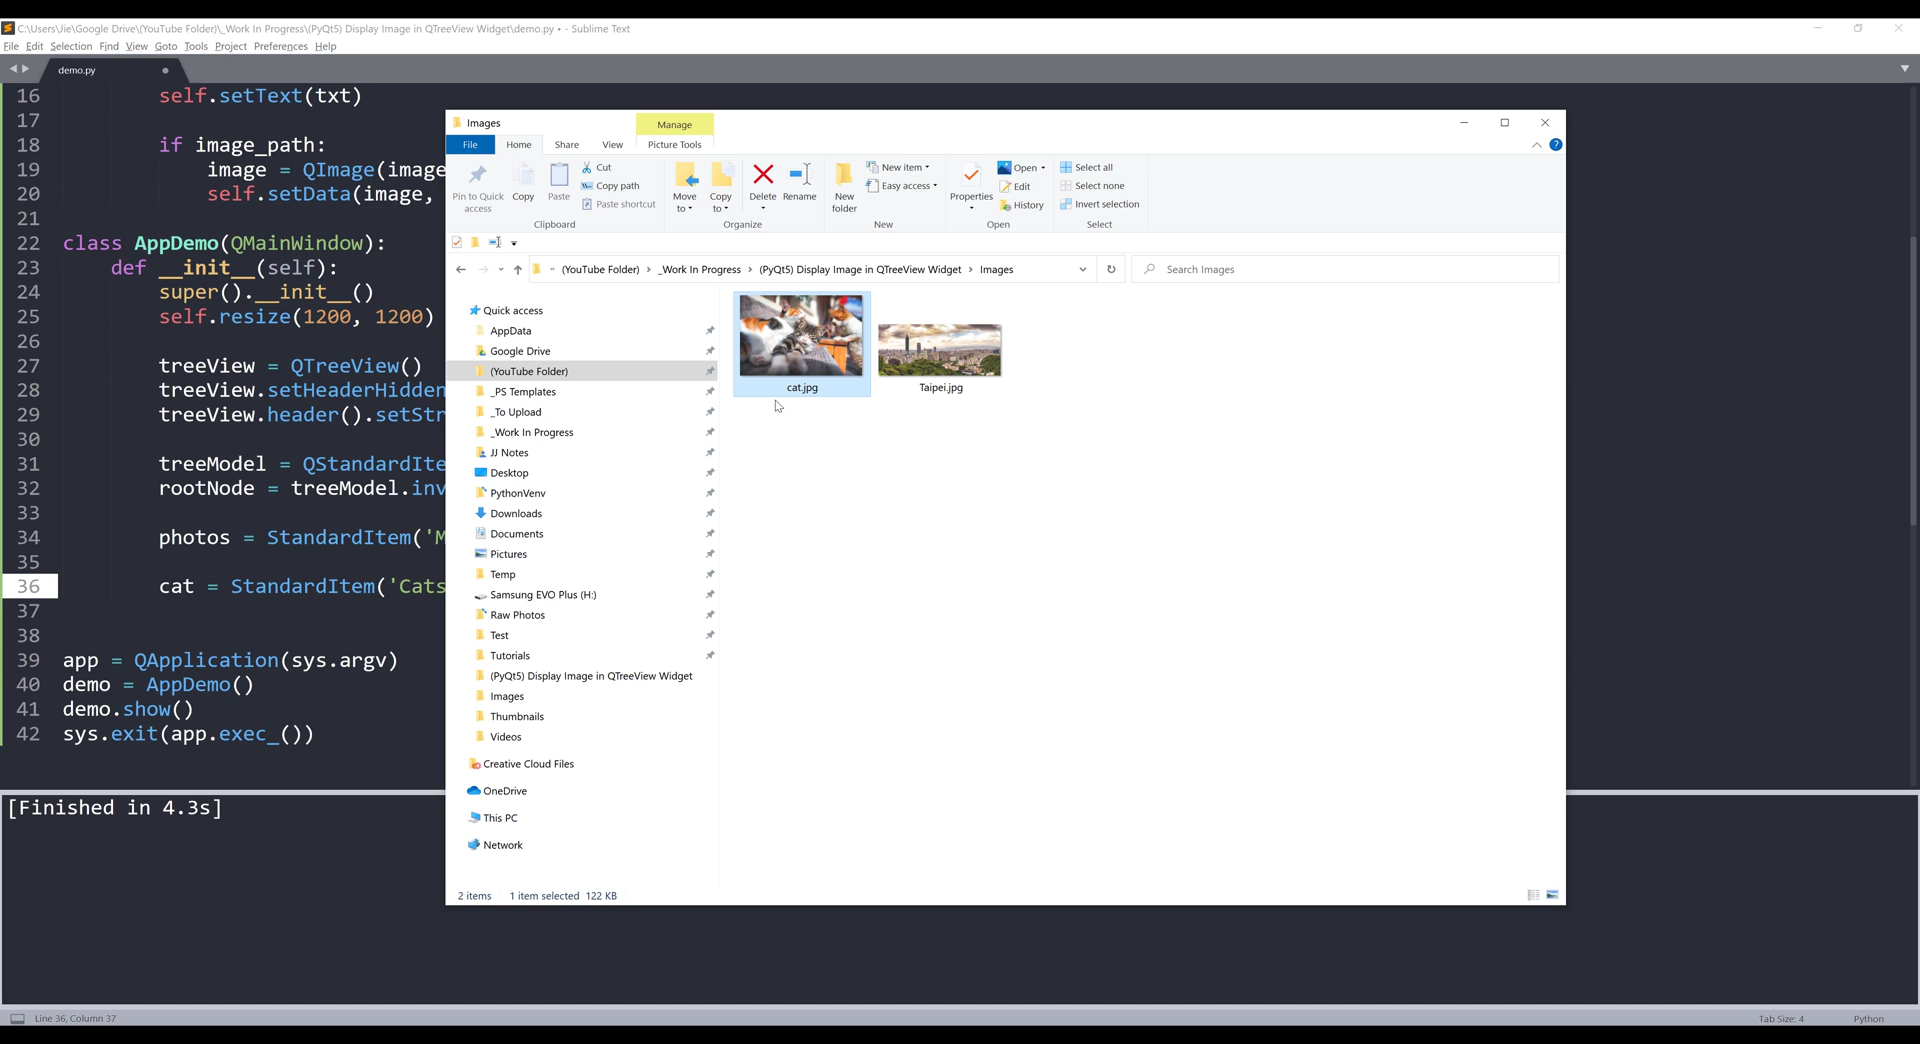 C:\Users\Jie\Google Drive\(YouTube Folder)\_Work In Progress\(PyQt5) Display Image in QTreeView Widget\demo.py • - Sublime Text
File Edit Selection Find View Goto Tools Project Preferences Help
demo.py
16 self.setText(txt)
17
18 if image_path:
19 image = QImage(image
20 self.setData(image,
21
22 class AppDemo(QMainWindow):
23 def __init__(self):
24 super().__init__()
25 self.resize(1200, 1200)
26
27 treeView = QTreeView()
28 treeView.setHeaderHidden
29 treeView.header().setStr
30
31 treeModel = QStandardIte
32 rootNode = treeModel.inv
33
34 photos = StandardItem('M
35
36 cat = StandardItem('Cats
37
38
39 app = QApplication(sys.argv)
40 demo = AppDemo()
41 demo.show()
42 sys.exit(app.exec_())
[Finished in 4.3s]
Line 36, Column 37
Tab Size: 4 Python
Images
Manage
File Home Share View Picture Tools
Pin to Quick access
Copy
Paste
Cut
Copy path
Paste shortcut
Clipboard
Move to
Copy to
Delete
Rename
Organize
New folder
New item
Easy access
New
Properties
Open
Edit
History
Open
Select all
Select none
Invert selection
Select
« (YouTube Folder) › _Work In Progress › (PyQt5) Display Image in QTreeView Widget › Images
Search Images
Quick access
AppData
Google Drive
(YouTube Folder)
_PS Templates
_To Upload
_Work In Progress
JJ Notes
Desktop
PythonVenv
Downloads
Documents
Pictures
Temp
Samsung EVO Plus (H:)
Raw Photos
Test
Tutorials
(PyQt5) Display Image in QTreeView Widget
Images
Thumbnails
Videos
Creative Cloud Files
OneDrive
This PC
Network
cat.jpg
Taipei.jpg
2 items 1 item selected 122 KB